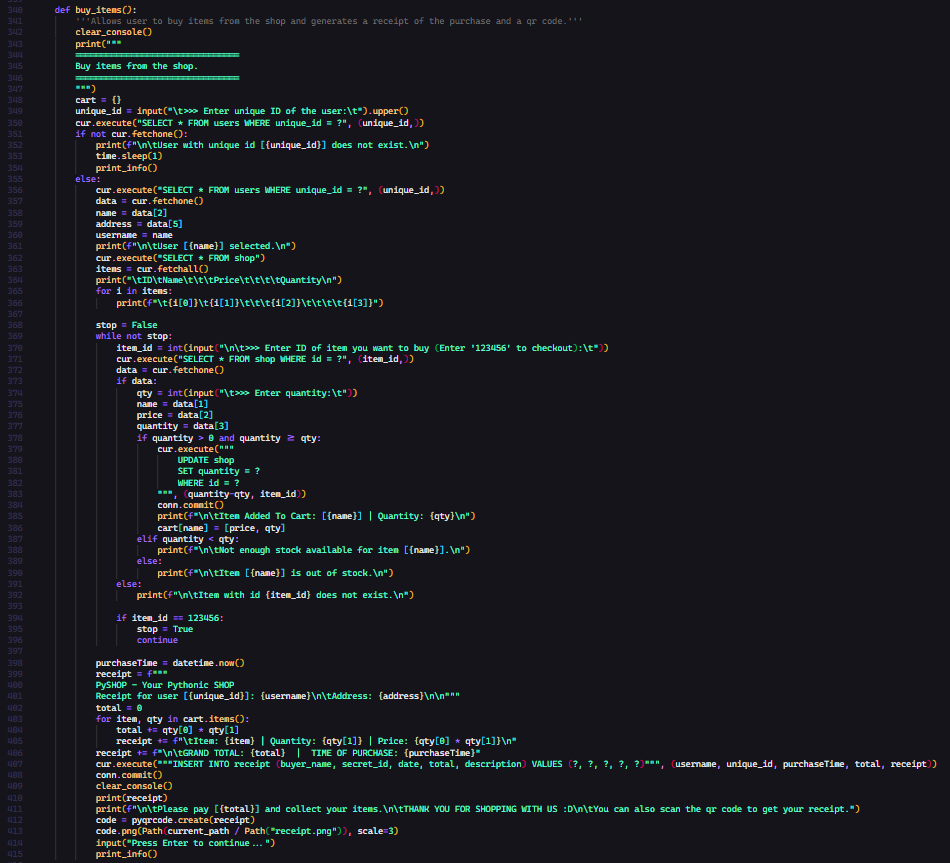 340 def buy_items():
341 '''Allows user to buy items from the shop and generates a receipt of the purchase and a qr code.'''
342 clear_console()
343 print("""
344 ================================
345 Buy items from the shop.
346 ================================
347 """)
348 cart = {}
349 unique_id = input("\t>>> Enter unique ID of the user:\t").upper()
350 cur.execute("SELECT * FROM users WHERE unique_id = ?", (unique_id,))
351 if not cur.fetchone():
352 print(f"\n\tUser with unique id [{unique_id}] does not exist.\n")
353 time.sleep(1)
354 print_info()
355 else:
356 cur.execute("SELECT * FROM users WHERE unique_id = ?", (unique_id,))
357 data = cur.fetchone()
358 name = data[2]
359 address = data[5]
360 username = name
361 print(f"\n\tUser [{name}] selected.\n")
362 cur.execute("SELECT * FROM shop")
363 items = cur.fetchall()
364 print("\tID\tName\t\t\tPrice\t\t\t\tQuantity\n")
365 for i in items:
366 print(f"\t{i[0]}\t{i[1]}\t\t\t{i[2]}\t\t\t\t{i[3]}")
367
368 stop = False
369 while not stop:
370 item_id = int(input("\n\t>>> Enter ID of item you want to buy (Enter '123456' to checkout):\t"))
371 cur.execute("SELECT * FROM shop WHERE id = ?", (item_id,))
372 data = cur.fetchone()
373 if data:
374 qty = int(input("\t>>> Enter quantity:\t"))
375 name = data[1]
376 price = data[2]
377 quantity = data[3]
378 if quantity > 0 and quantity ≥ qty:
379 cur.execute("""
380 UPDATE shop
381 SET quantity = ?
382 WHERE id = ?
383 """, (quantity-qty, item_id))
384 conn.commit()
385 print(f"\n\tItem Added To Cart: [{name}] | Quantity: {qty}\n")
386 cart[name] = [price, qty]
387 elif quantity < qty:
388 print(f"\n\tNot enough stock available for item [{name}].\n")
389 else:
390 print(f"\n\tItem [{name}] is out of stock.\n")
391 else:
392 print(f"\n\tItem with id {item_id} does not exist.\n")
393
394 if item_id == 123456:
395 stop = True
396 continue
397
398 purchaseTime = datetime.now()
399 receipt = f"""
400 PySHOP - Your Pythonic SHOP
401 Receipt for user [{unique_id}]: {username}\n\tAddress: {address}\n\n"""
402 total = 0
403 for item, qty in cart.items():
404 total += qty[0] * qty[1]
405 receipt += f"\tItem: {item} | Quantity: {qty[1]} | Price: {qty[0] * qty[1]}\n"
406 receipt += f"\n\tGRAND TOTAL: {total}  |  TIME OF PURCHASE: {purchaseTime}"
407 cur.execute("""INSERT INTO receipt (buyer_name, secret_id, date, total, description) VALUES (?, ?, ?, ?, ?)""", (username, unique_id, purchaseTime, total, receipt))
408 conn.commit()
409 clear_console()
410 print(receipt)
411 print(f"\n\tPlease pay [{total}] and collect your items.\n\tTHANK YOU FOR SHOPPING WITH US :D\n\tYou can also scan the qr code to get your receipt.")
412 code = pyqrcode.create(receipt)
413 code.png(Path(current_path / Path("receipt.png")), scale=3)
414 input("Press Enter to continue...")
415 print_info()